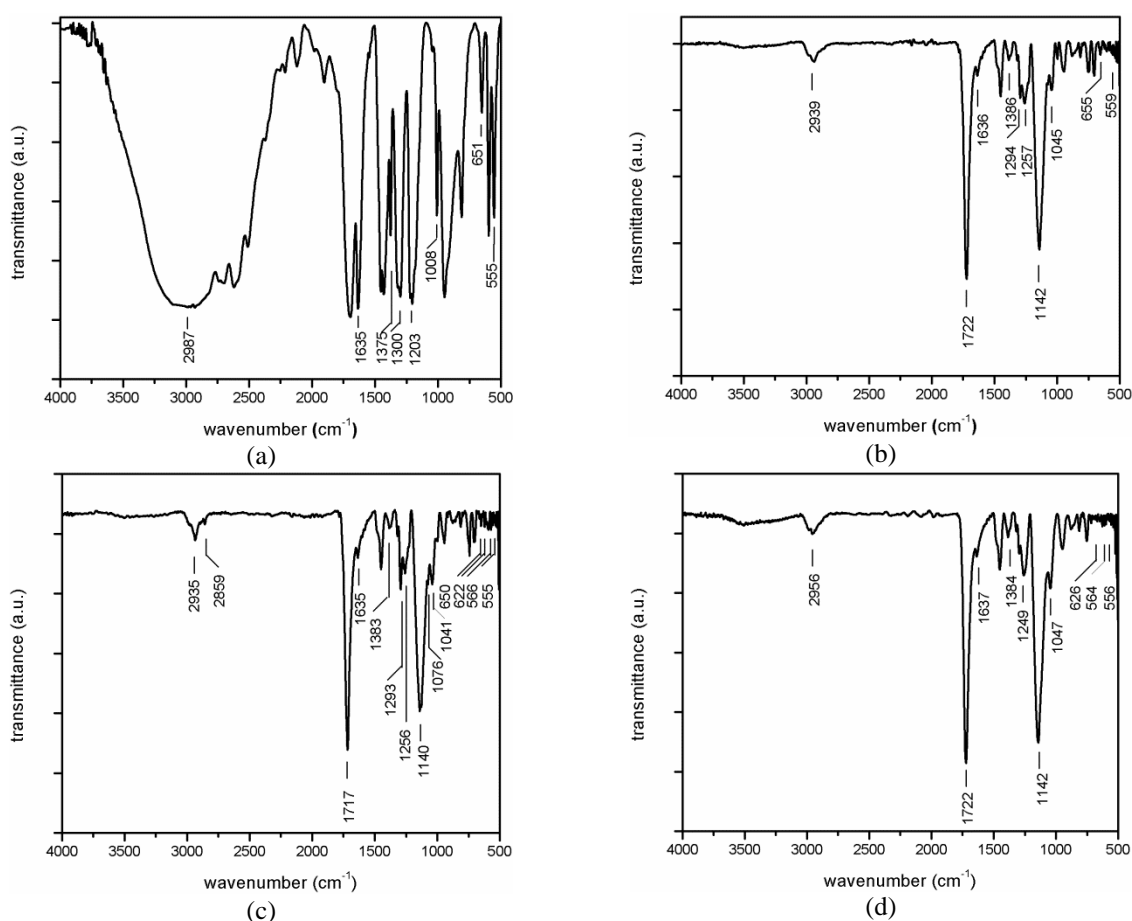 transmittance (a.u.)
2987
1635
1375
1300
1203
1008
651
555
4000 3500 3000 2500 2000 1500 1000 500
wavenumber (cm⁻¹)
(a)
transmittance (a.u.)
2939
1722
1636
1386
1294
1257
1142
1045
655
559
4000 3500 3000 2500 2000 1500 1000 500
wavenumber (cm⁻¹)
(b)
transmittance (a.u.)
2935
2859
1717
1635
1383
1293
1256
1140
1076
1041
650
622
566
555
4000 3500 3000 2500 2000 1500 1000 500
wavenumber (cm⁻¹)
(c)
transmittance (a.u.)
2956
1722
1637
1384
1249
1142
1047
626
564
556
4000 3500 3000 2500 2000 1500 1000 500
wavenumber (cm⁻¹)
(d)